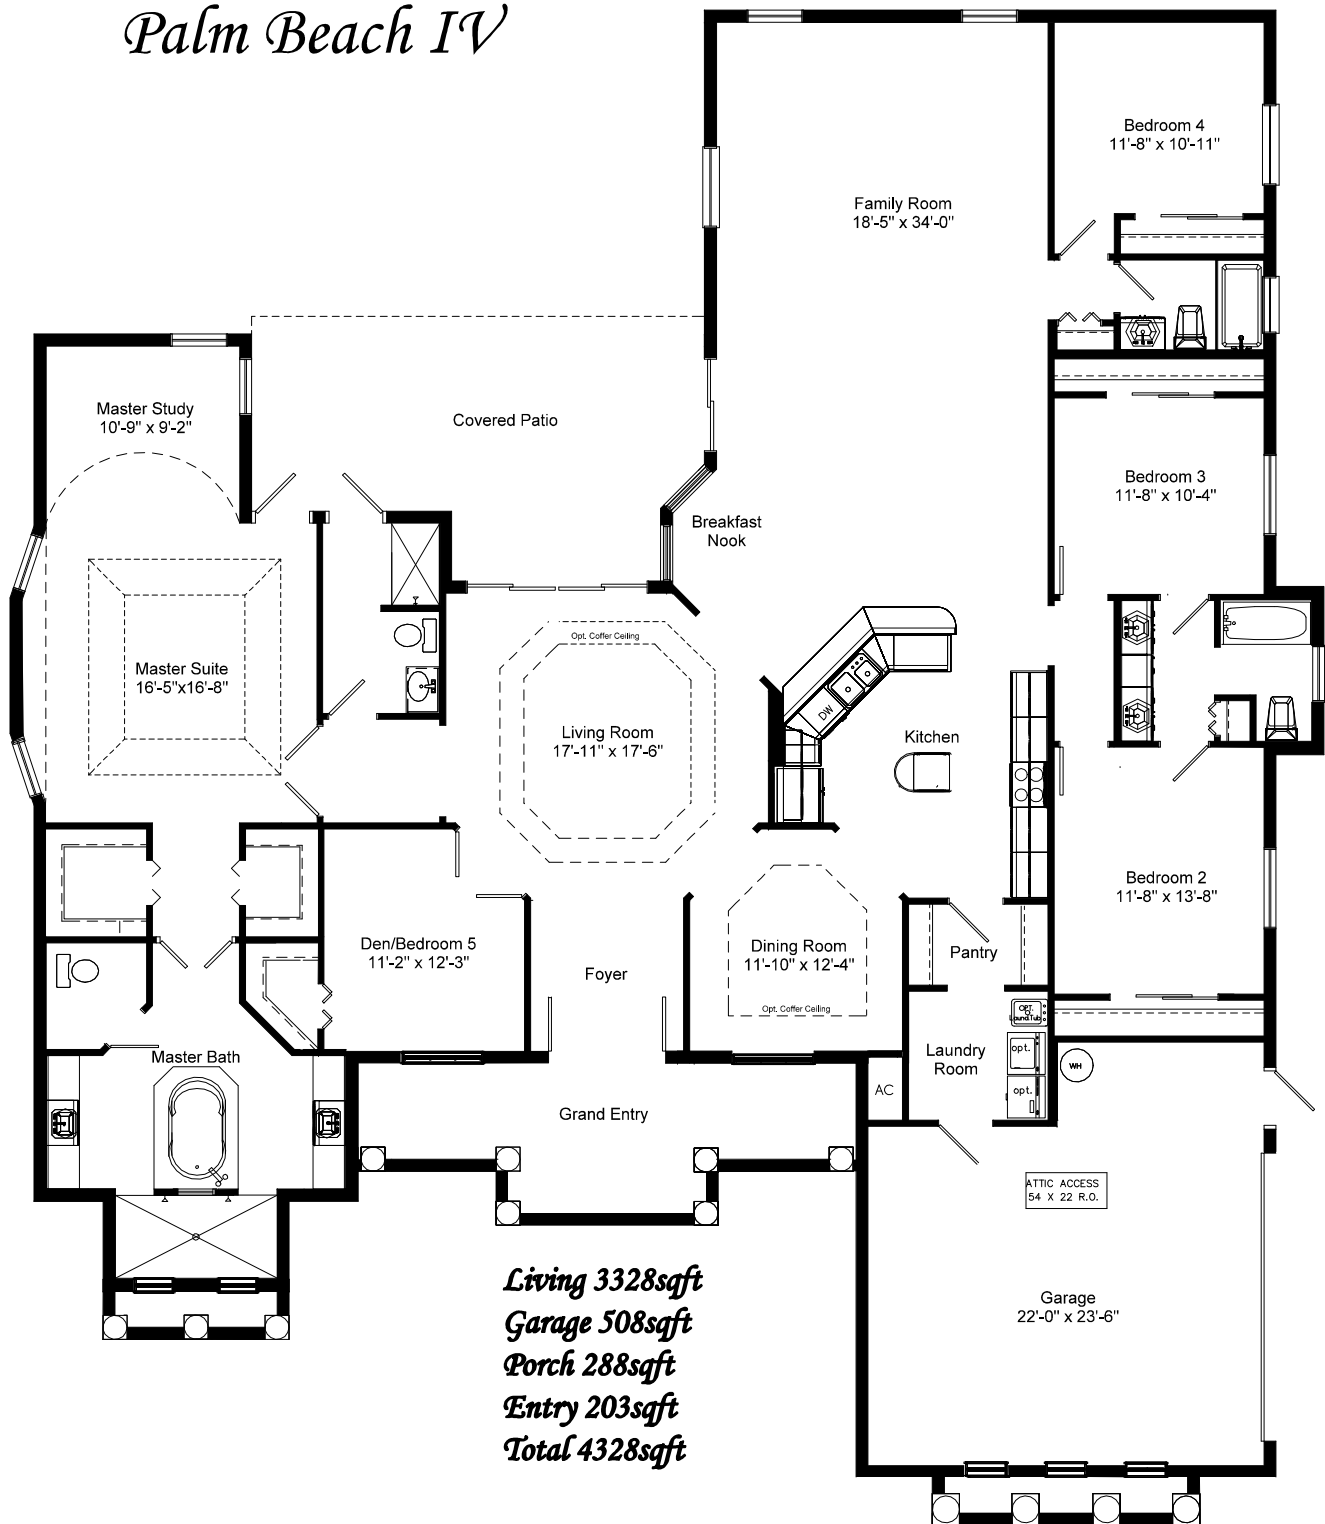 Palm Beach IV
Bedroom 4
11'-8" x 10'-11"
Family Room
18'-5" x 34'-0"
Master Study
10'-9" x 9'-2"
Covered Patio
Bedroom 3
11'-8" x 10'-4"
Breakfast
Nook
Opt. Coffer Ceiling
Master Suite
16'-5"x16'-8"
Living Room
17'-11" x 17'-6"
DW
Kitchen
Bedroom 2
11'-8" x 13'-8"
Den/Bedroom 5
11'-2" x 12'-3"
Foyer
Dining Room
11'-10" x 12'-4"
Opt. Coffer Ceiling
Pantry
OPT.
Laund.Tub
Laundry
Room
opt.
opt.
WH
Master Bath
AC
Grand Entry
ATTIC ACCESS
54 X 22 R.O.
Living 3328sqft
Garage 508sqft
Porch 288sqft
Entry 203sqft
Total 4328sqft
Garage
22'-0" x 23'-6"